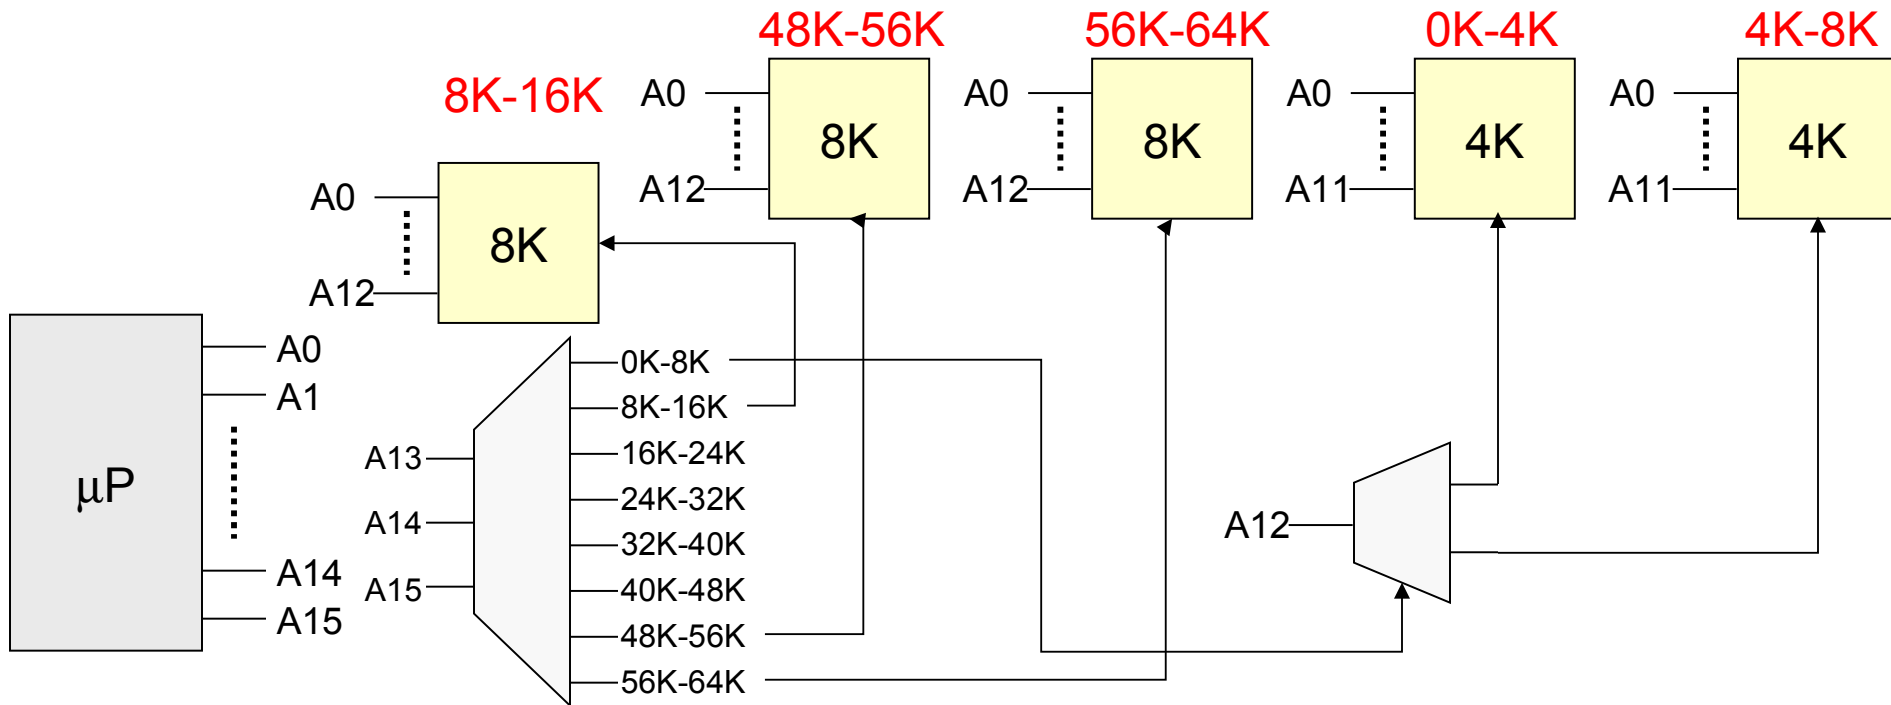 48K-56K
56K-64K
0K-4K
4K-8K
8K-16K
A0
A12
8K
A0
A12
8K
A0
A12
8K
A0
A11
4K
A0
A11
4K
μP
A0
A1
A14
A15
A13
A14
A15
0K-8K
8K-16K
16K-24K
24K-32K
32K-40K
40K-48K
48K-56K
56K-64K
A12